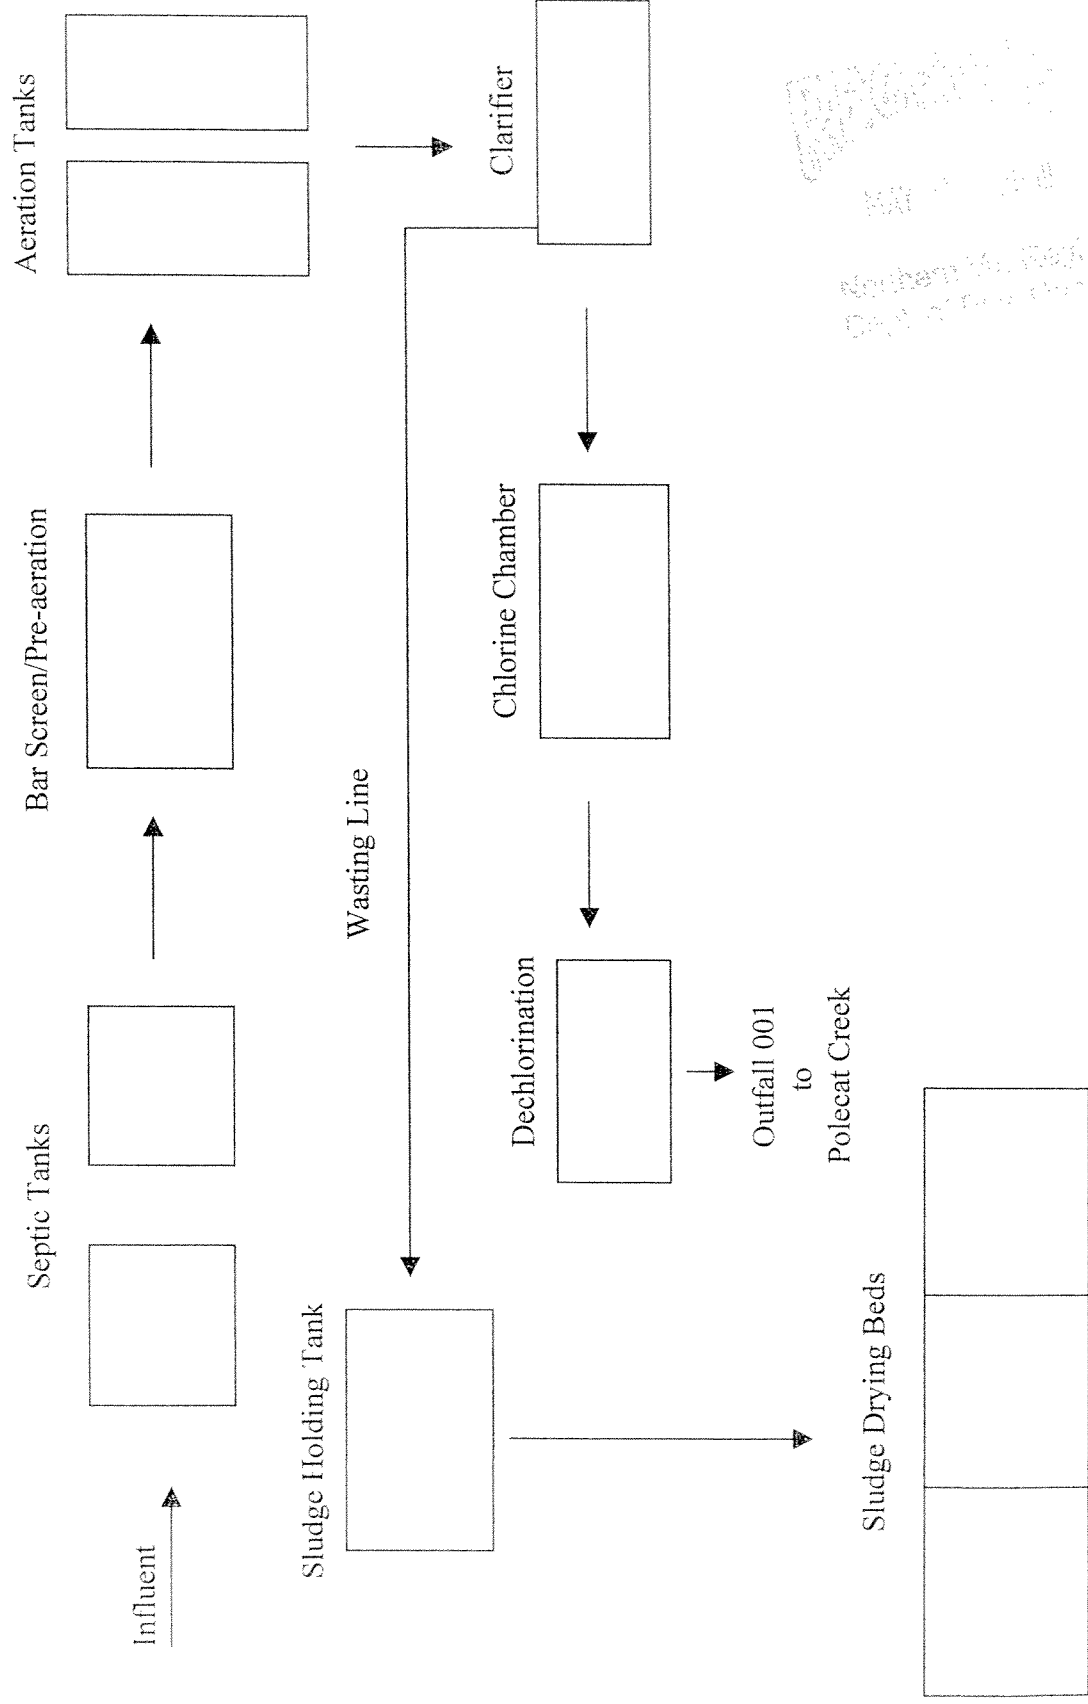 Influent
Septic Tanks
Bar Screen/Pre-aeration
Aeration Tanks
Sludge Holding Tank
Wasting Line
Clarifier
Chlorine Chamber
Dechlorination
Outfall 001
to
Polecat Creek
Sludge Drying Beds
Northern